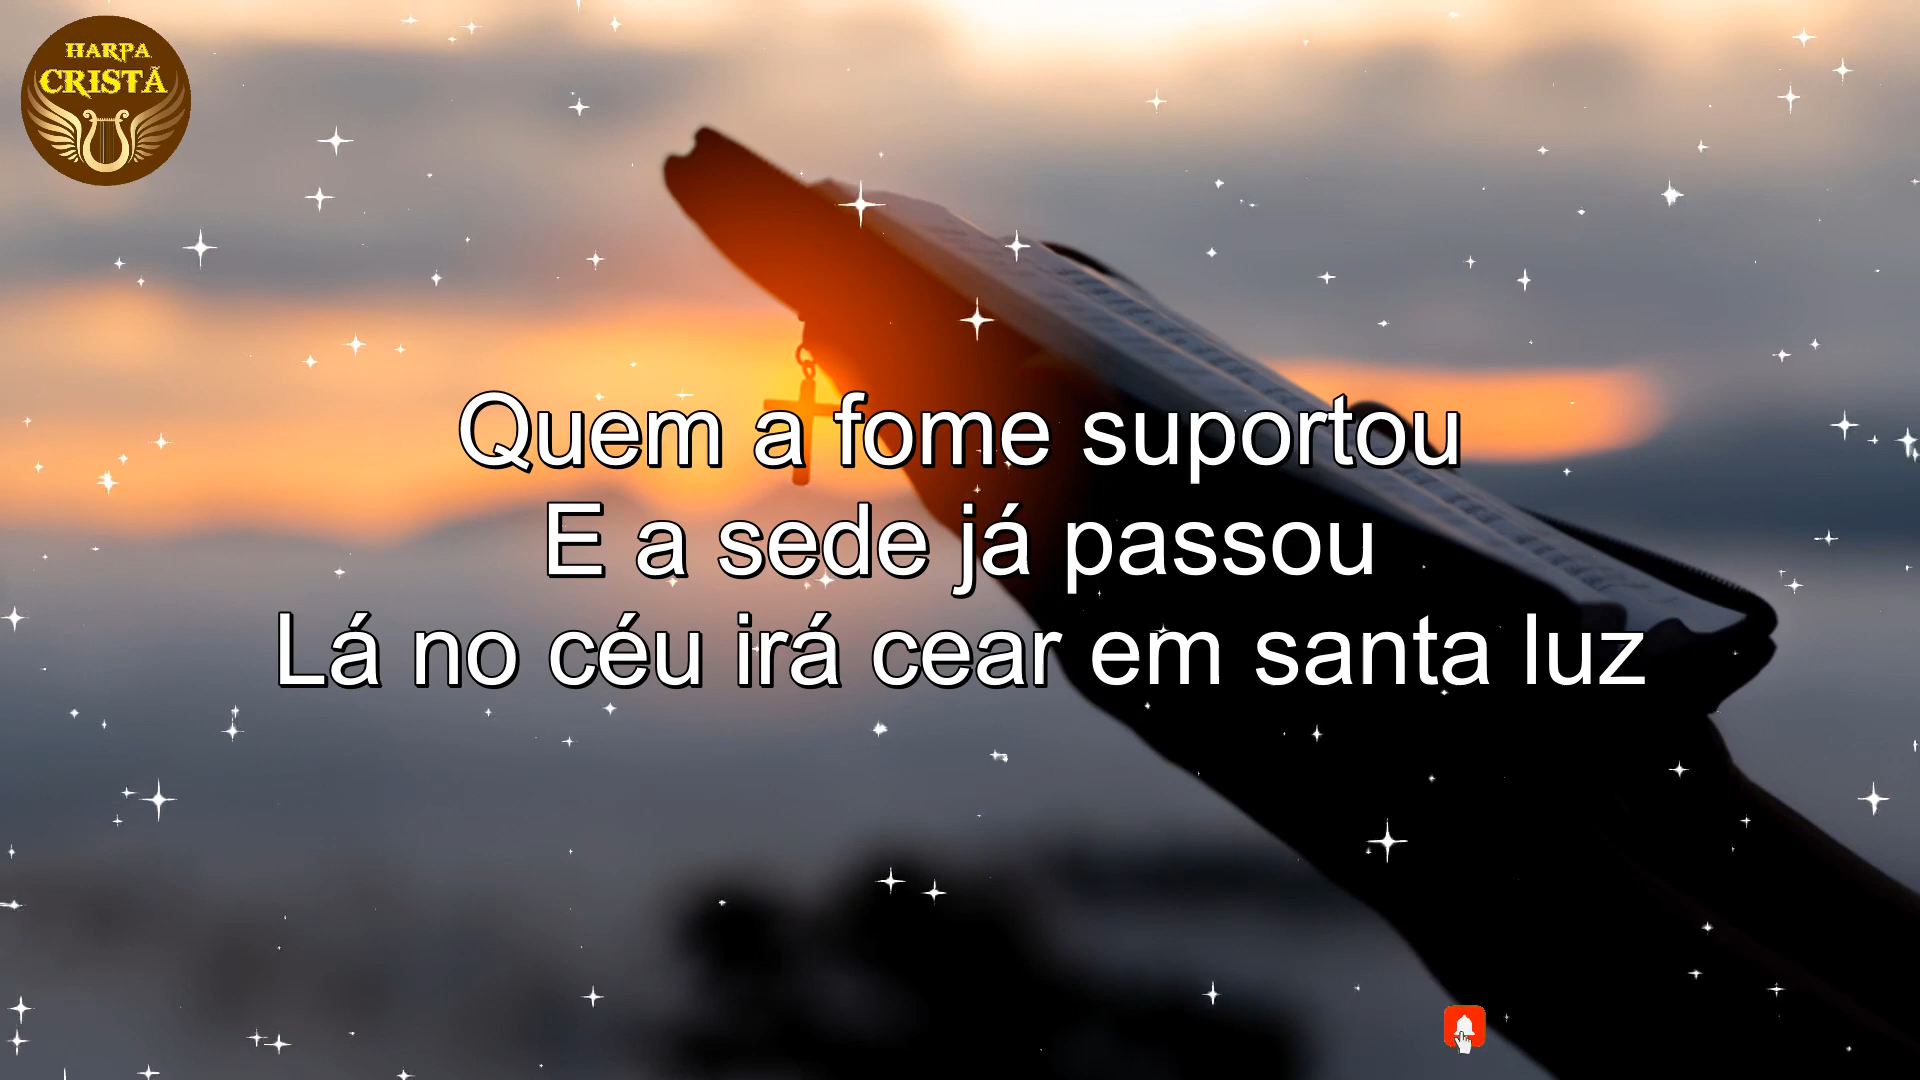 HARPA
CRISTÃ
Quem a fome suportou
E a sede já passou
Lá no céu irá cear em santa luz